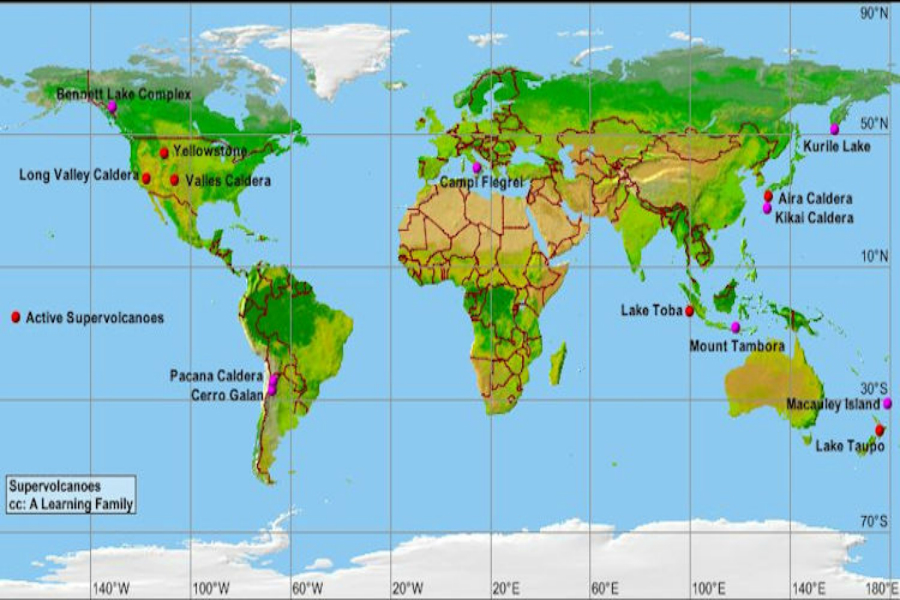 90°N
Bennett Lake Complex
50°N
Yellowstone
Kurile Lake
Long Valley Caldera
Valles Caldera
Campi Flegrei
Aira Caldera
Kikai Caldera
10°N
Active Supervolcanoes
Lake Toba
Mount Tambora
Pacana Caldera
Cerro Galan
30°S
Macauley Island
Lake Taupo
Supervolcanoes
cc: A Learning Family
70°S
140°W 100°W 60°W 20°W 20°E 60°E 100°E 140°E 180°E